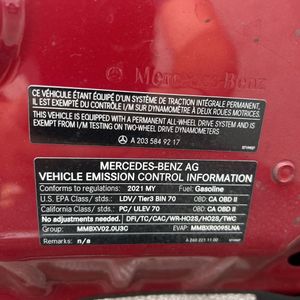 Mercedes-Benz
CE VÉHICULE ÉTANT ÉQUIPÉ D'UN SYSTÈME DE TRACTION INTÉGRALE PERMANENT,
IL EST EXEMPTÉ DU CONTRÔLE I/M SUR DYNAMOMÈTRE À DEUX ROUES MOTRICES.
THIS VEHICLE IS EQUIPPED WITH A PERMANENT ALL-WHEEL DRIVE SYSTEM AND IS
EXEMPT FROM I/M TESTING ON TWO-WHEEL DRIVE DYNAMOMETERS
A 203 584 92 17
MERCEDES-BENZ AG
VEHICLE EMISSION CONTROL INFORMATION
Conforms to regulations: 2021 MY Fuel: Gasoline
U.S. EPA Class/ Std: LDV/ Tier3 BIN 70 OBD: CA OBD II
California Class/ Std: PC/ ULEV 70 OBD: CA OBD II
No adjustments needed. DFI/TC/CAC/WR-HO2S/HO2S/TWC
Group: MMBXV02.0U3C EVAP: MMBXR0095LNA
Remarks: n/a